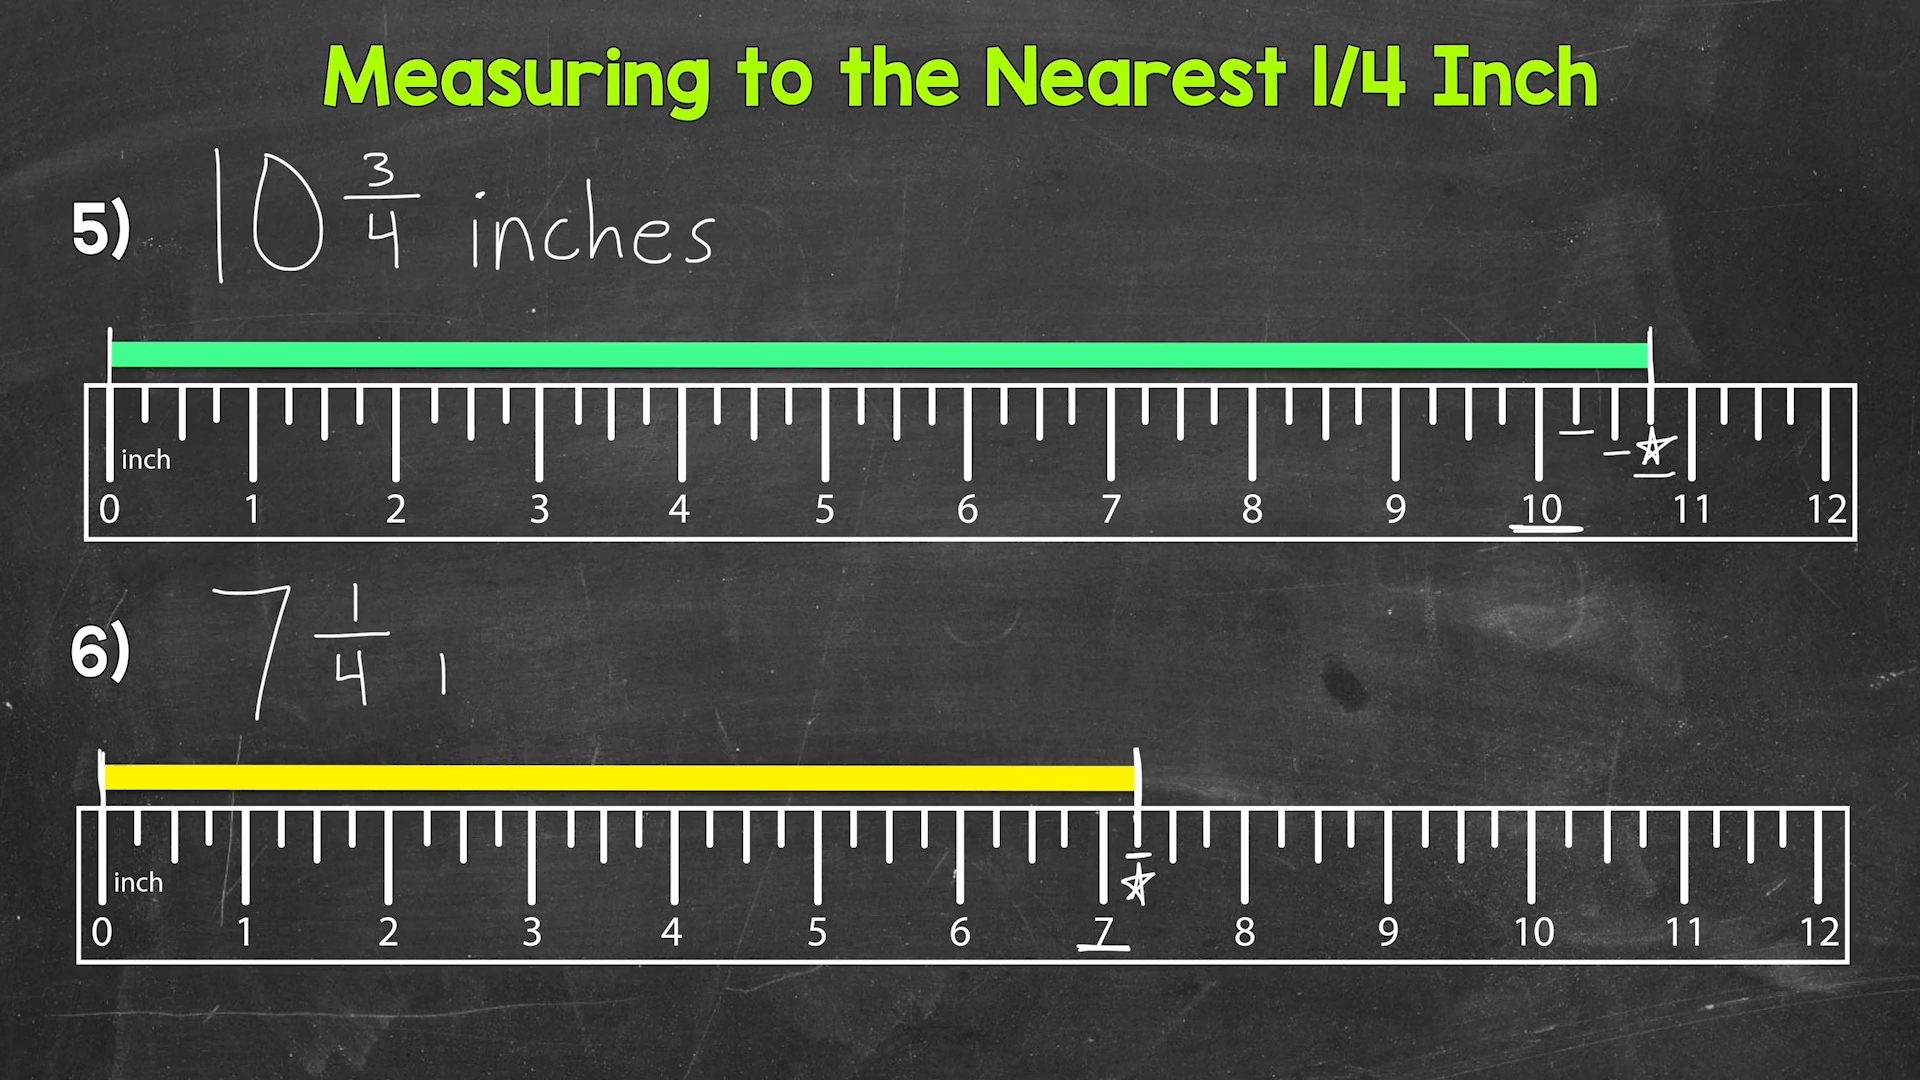 Measuring to the Nearest 1/4 Inch
5) 10 3/4 inches
inch
0 1 2 3 4 5 6 7 8 9 10 11 12
6) 7 1/4 ı
inch
0 1 2 3 4 5 6 7 8 9 10 11 12